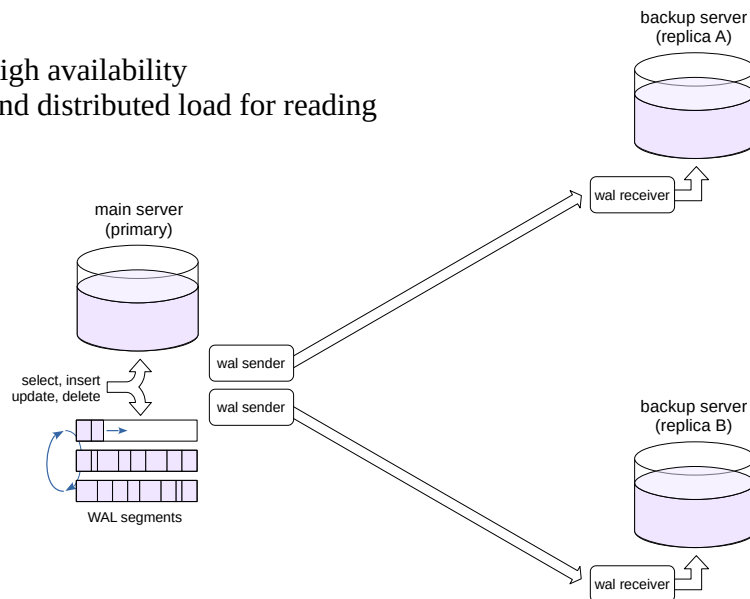 igh availability
nd distributed load for reading
backup server
(replica A)
wal receiver
main server
(primary)
wal sender
select, insert
update, delete
wal sender
WAL segments
backup server
(replica B)
wal receiver